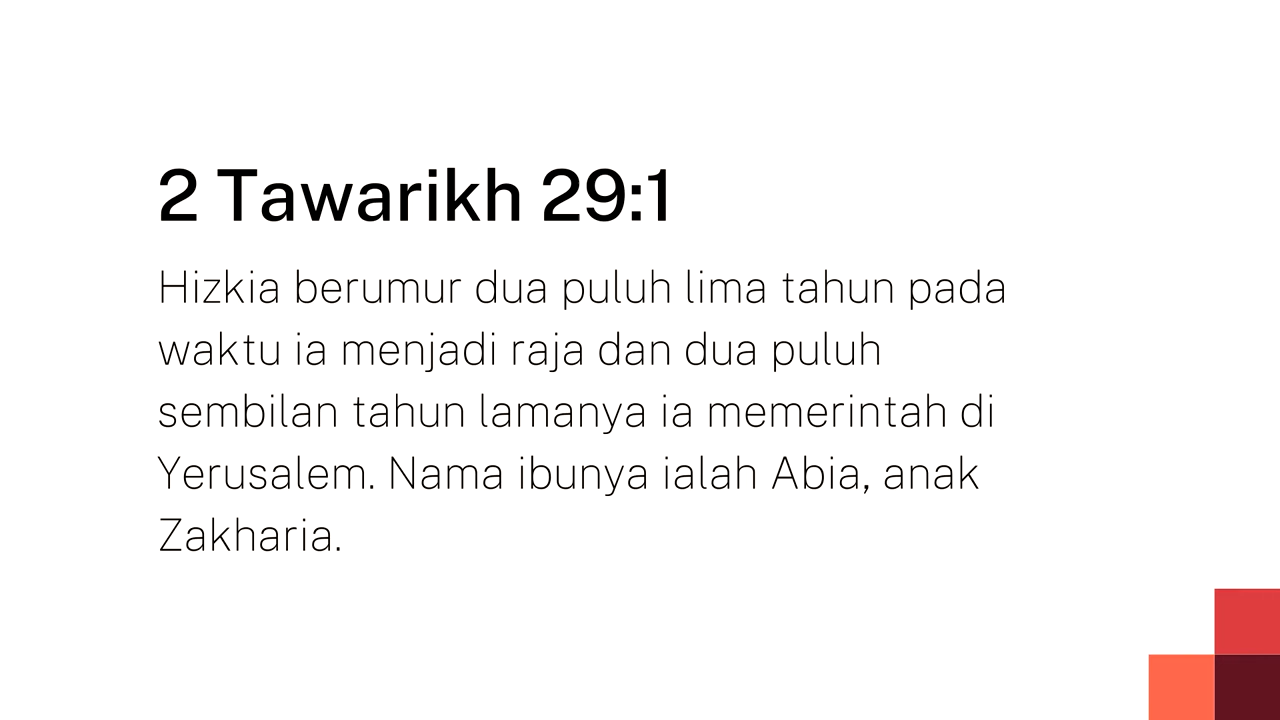 2 Tawarikh 29:1
Hizkia berumur dua puluh lima tahun pada
waktu ia menjadi raja dan dua puluh
sembilan tahun lamanya ia memerintah di
Yerusalem. Nama ibunya ialah Abia, anak
Zakharia.